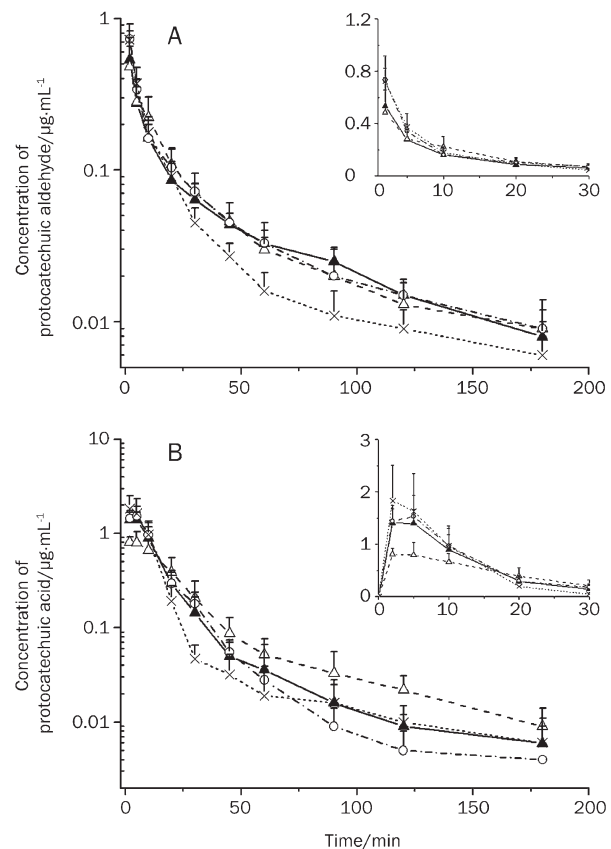 Concentration of
protocatechuic aldehyde/μg·mL⁻¹
A
1
0.1
0.01
0 50 100 150 200
1.2
0.8
0.4
0
0 10 20 30
Concentration of
protocatechuic acid/μg·mL⁻¹
B
10
1
0.1
0.01
0 50 100 150 200
3
2
1
0
0 10 20 30
Time/min